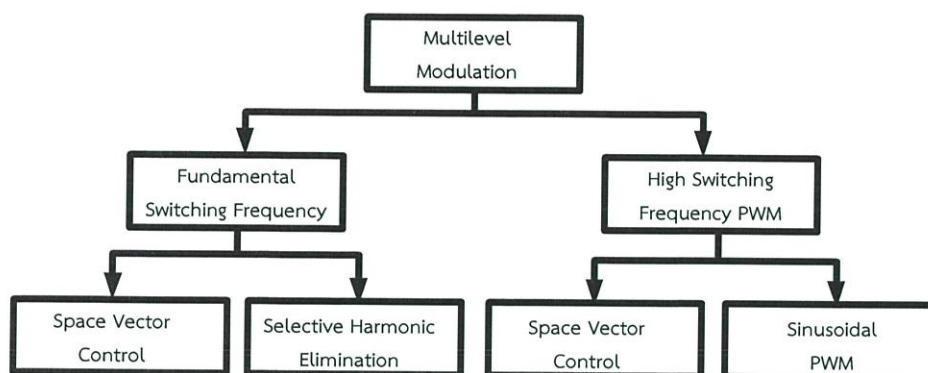 Multilevel
Modulation
Fundamental
Switching Frequency
High Switching
Frequency PWM
Space Vector
Control
Selective Harmonic
Elimination
Space Vector
Control
Sinusoidal
PWM